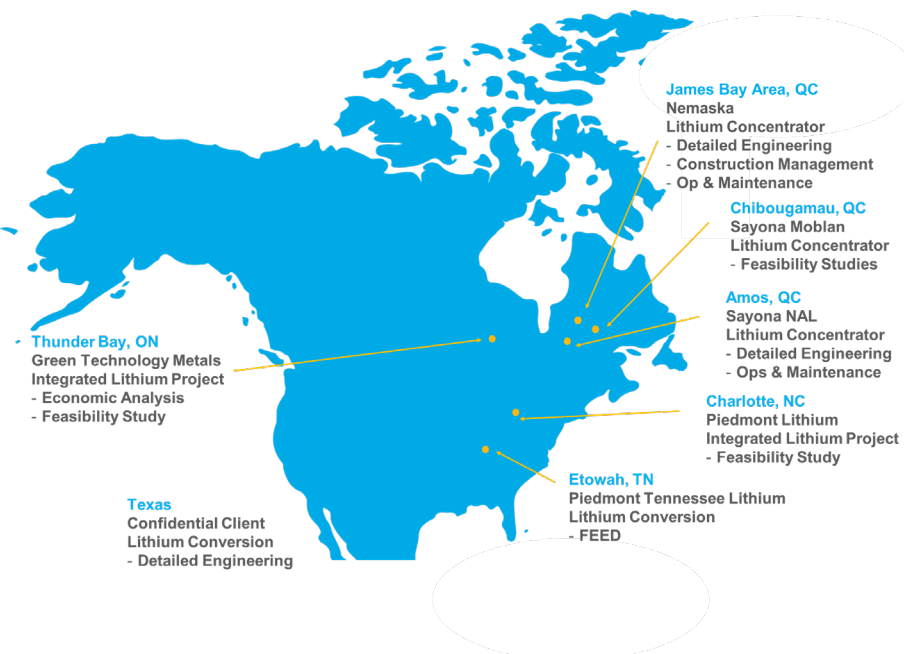 James Bay Area, QC
Nemaska
Lithium Concentrator
- Detailed Engineering
- Construction Management
- Op & Maintenance
Chibougamau, QC
Sayona Moblan
Lithium Concentrator
- Feasibility Studies
Amos, QC
Sayona NAL
Lithium Concentrator
- Detailed Engineering
- Ops & Maintenance
Thunder Bay, ON
Green Technology Metals
Integrated Lithium Project
- Economic Analysis
- Feasibility Study
Charlotte, NC
Piedmont Lithium
Integrated Lithium Project
- Feasibility Study
Etowah, TN
Piedmont Tennessee Lithium
Lithium Conversion
- FEED
Texas
Confidential Client
Lithium Conversion
- Detailed Engineering